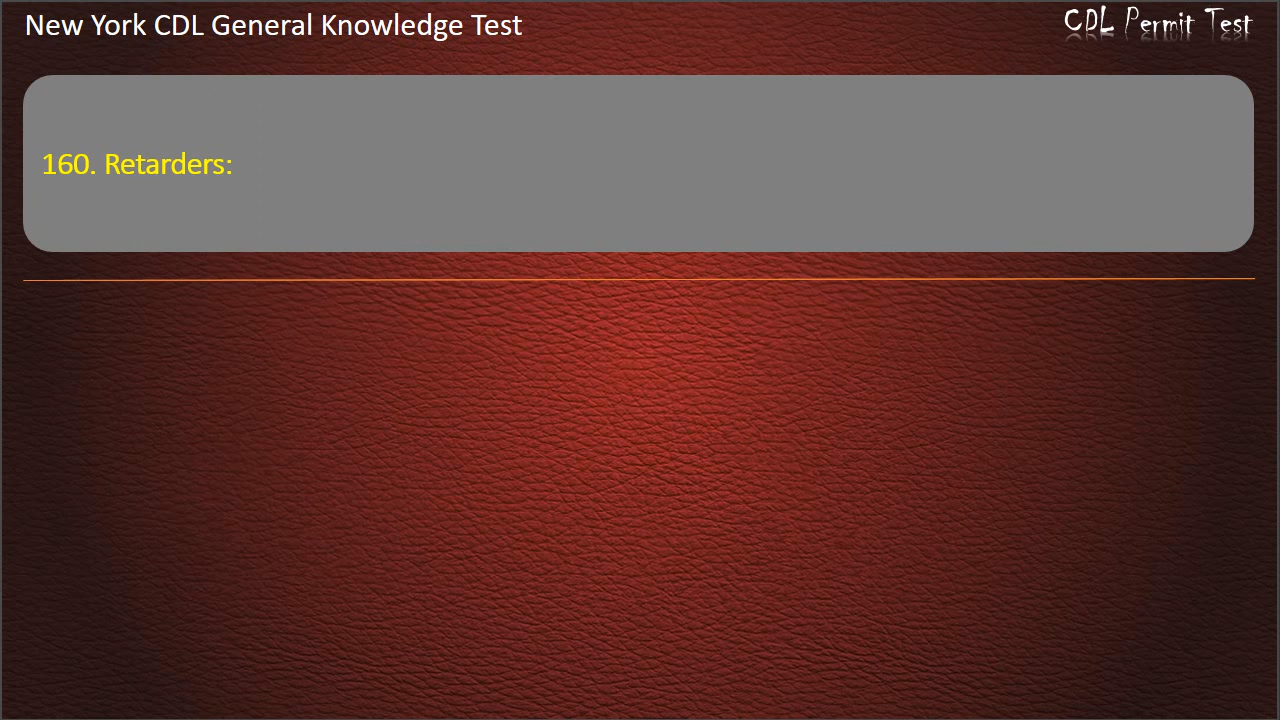 New York CDL General Knowledge Test
CDL Permit Test
160. Retarders: